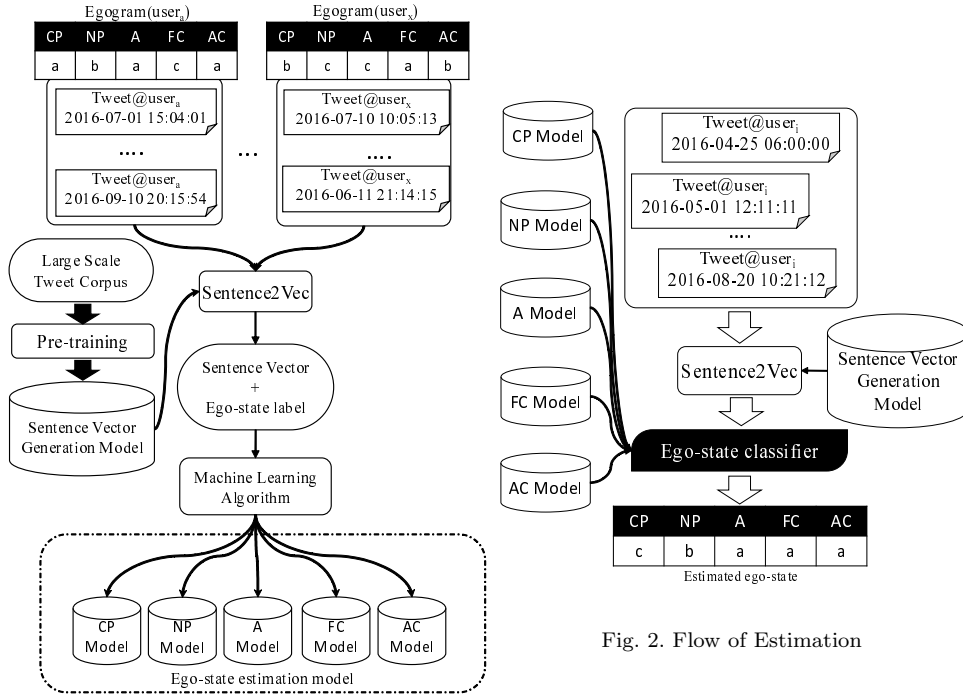 Egogram(user_a)
CP NP A FC AC
a b a c a
Tweet@user_a
2016-07-01 15:04:01
....
Tweet@user_a
2016-09-10 20:15:54
...
Egogram(user_x)
CP NP A FC AC
b c c a b
Tweet@user_x
2016-07-10 10:05:13
....
Tweet@user_x
2016-06-11 21:14:15
Large Scale
Tweet Corpus
Pre-training
Sentence Vector
Generation Model
Sentence2Vec
Sentence Vector
+
Ego-state label
Machine Learning
Algorithm
CP
Model
NP
Model
A
Model
FC
Model
AC
Model
Ego-state estimation model
CP Model
NP Model
A Model
FC Model
AC Model
Tweet@user_i
2016-04-25 06:00:00
Tweet@user_i
2016-05-01 12:11:11
....
Tweet@user_i
2016-08-20 10:21:12
Sentence2Vec
Sentence Vector
Generation
Model
Ego-state classifier
CP NP A FC AC
c b a a a
Estimated ego-state
Fig. 2. Flow of Estimation